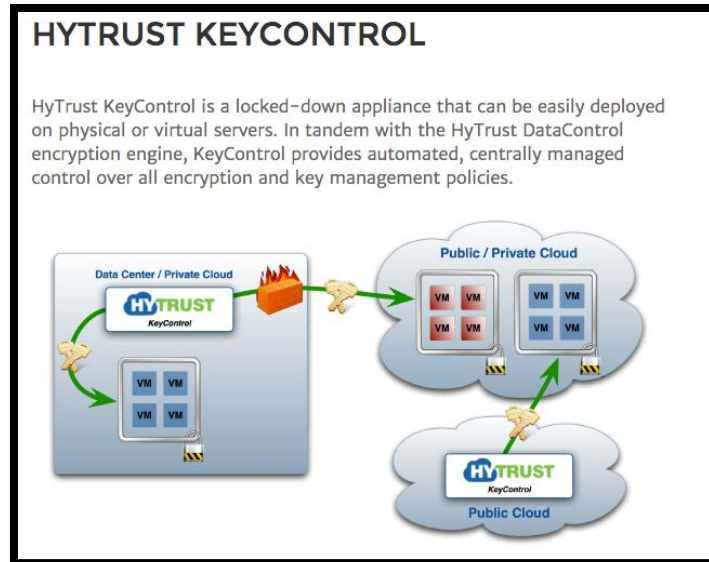 HYTRUST KEYCONTROL
HyTrust KeyControl is a locked-down appliance that can be easily deployed
on physical or virtual servers. In tandem with the HyTrust DataControl
encryption engine, KeyControl provides automated, centrally managed
control over all encryption and key management policies.
Data Center / Private Cloud
HYTRUST
KeyControl
VM VM
VM VM
Public / Private Cloud
VM VM
VM VM
VM VM
VM VM
HYTRUST
KeyControl
Public Cloud